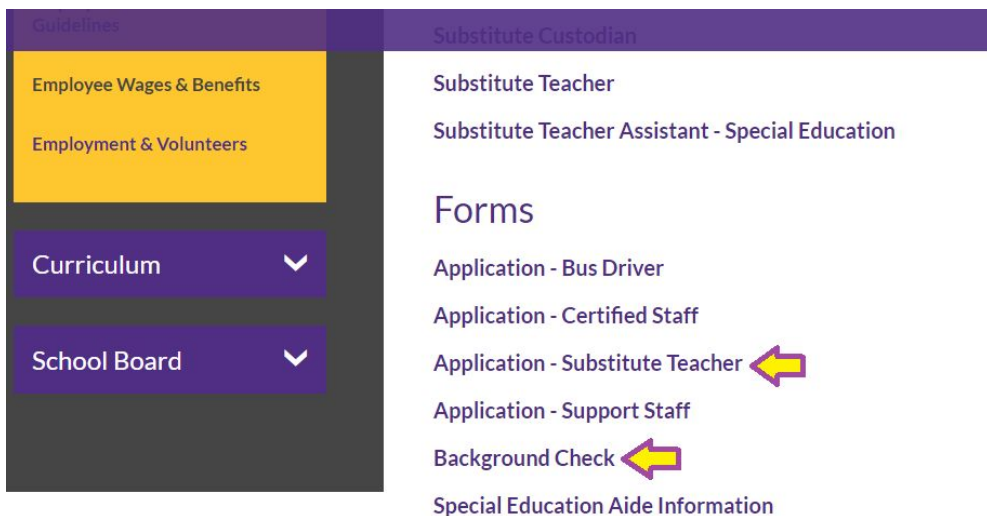 Guidelines
Employee Wages & Benefits
Employment & Volunteers
Curriculum
School Board
Substitute Custodian
Substitute Teacher
Substitute Teacher Assistant - Special Education
Forms
Application - Bus Driver
Application - Certified Staff
Application - Substitute Teacher
Application - Support Staff
Background Check
Special Education Aide Information